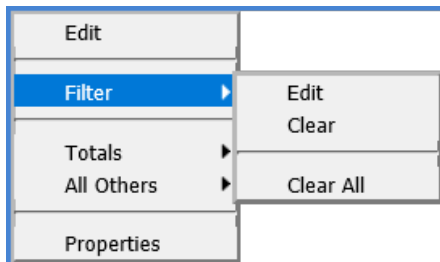 Edit
Filter
Edit
Clear
Clear All
Totals
All Others
Properties